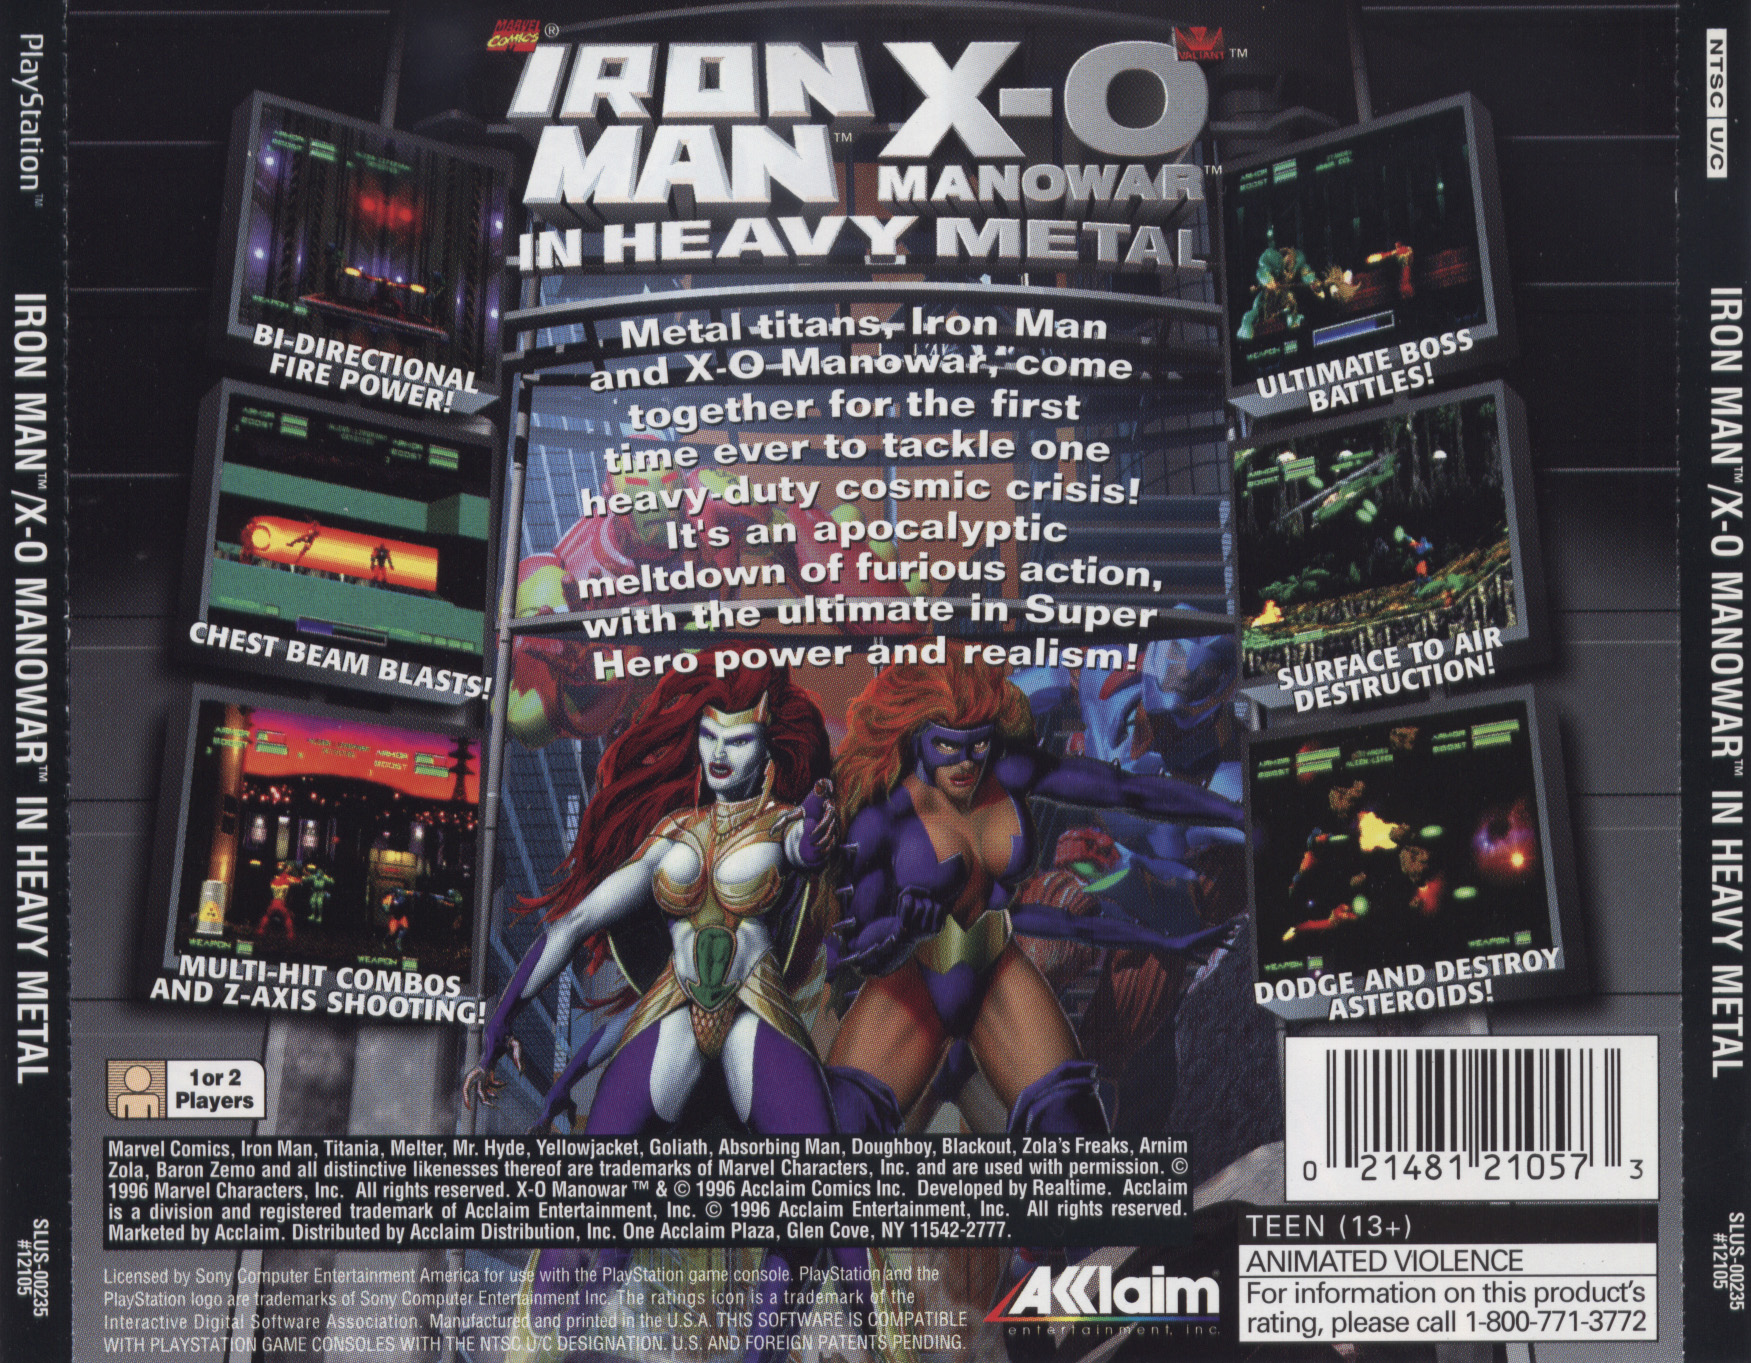 PlayStation™
IRON MAN™/X-O MANOWAR™ IN HEAVY METAL
SLUS-00235
#12105
MARVEL
COMICS ®
VALIANT ™
IRON
MAN™
X-O
MANOWAR™
IN HEAVY METAL
Metal titans, Iron Man
and X-O Manowar, come
together for the first
time ever to tackle one
heavy-duty cosmic crisis!
It's an apocalyptic
meltdown of furious action,
with the ultimate in Super
Hero power and realism!
BI-DIRECTIONAL
FIRE POWER!
CHEST BEAM BLASTS!
MULTI-HIT COMBOS
AND Z-AXIS SHOOTING!
ULTIMATE BOSS
BATTLES!
SURFACE TO AIR
DESTRUCTION!
DODGE AND DESTROY
ASTEROIDS!
1 or 2
Players
Marvel Comics, Iron Man, Titania, Melter, Mr. Hyde, Yellowjacket, Goliath, Absorbing Man, Doughboy, Blackout, Zola's Freaks, Arnim
Zola, Baron Zemo and all distinctive likenesses thereof are trademarks of Marvel Characters, Inc. and are used with permission. ©
1996 Marvel Characters, Inc. All rights reserved. X-O Manowar ™ & © 1996 Acclaim Comics Inc. Developed by Realtime. Acclaim
is a division and registered trademark of Acclaim Entertainment, Inc. © 1996 Acclaim Entertainment, Inc. All rights reserved.
Marketed by Acclaim. Distributed by Acclaim Distribution, Inc. One Acclaim Plaza, Glen Cove, NY 11542-2777.
Licensed by Sony Computer Entertainment America for use with the PlayStation game console. PlayStation and the
PlayStation logo are trademarks of Sony Computer Entertainment Inc. The ratings icon is a trademark of the
Interactive Digital Software Association. Manufactured and printed in the U.S.A. THIS SOFTWARE IS COMPATIBLE
WITH PLAYSTATION GAME CONSOLES WITH THE NTSC U/C DESIGNATION. U.S. AND FOREIGN PATENTS PENDING.
AKKlaim
entertainment, inc.
0 21481 21057 3
TEEN (13+)
ANIMATED VIOLENCE
For information on this product's
rating, please call 1-800-771-3772
NTSC U/C
IRON MAN™/X-O MANOWAR™ IN HEAVY METAL
SLUS-00235
#12105